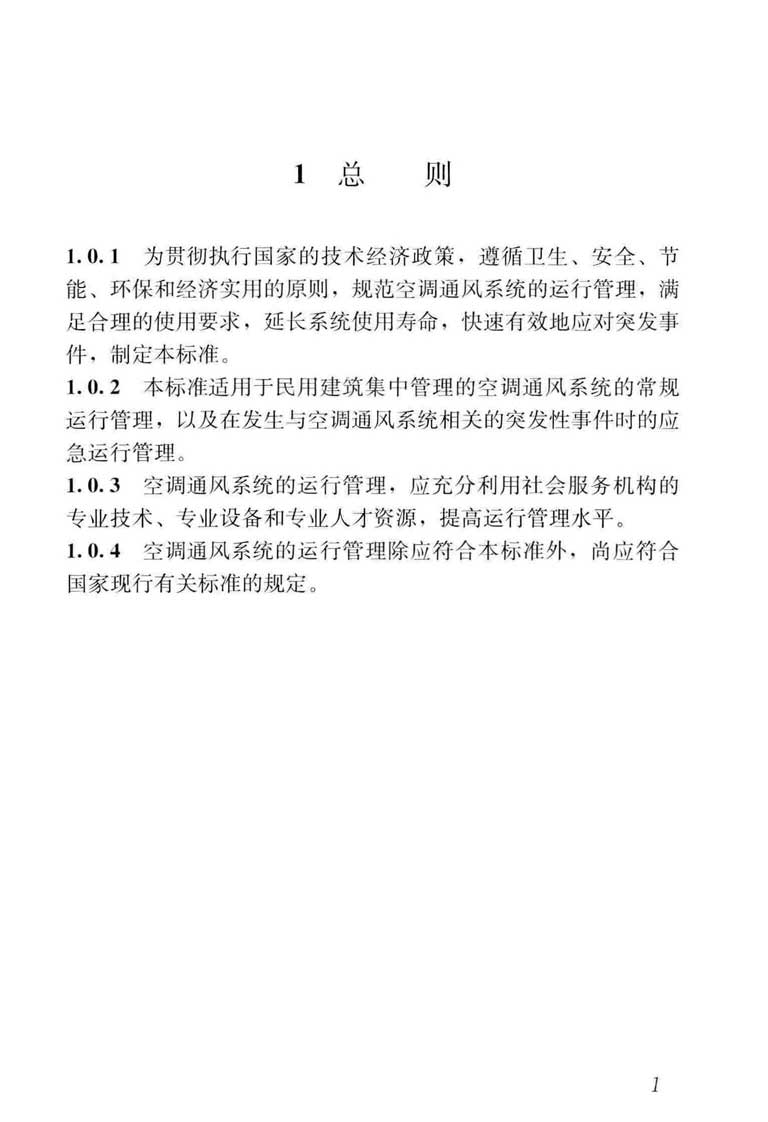 1 总 则
1.0.1 为贯彻执行国家的技术经济政策，遵循卫生、安全、节
能、环保和经济实用的原则，规范空调通风系统的运行管理，满
足合理的使用要求，延长系统使用寿命，快速有效地应对突发事
件，制定本标准。
1.0.2 本标准适用于民用建筑集中管理的空调通风系统的常规
运行管理，以及在发生与空调通风系统相关的突发性事件时的应
急运行管理。
1.0.3 空调通风系统的运行管理，应充分利用社会服务机构的
专业技术、专业设备和专业人才资源，提高运行管理水平。
1.0.4 空调通风系统的运行管理除应符合本标准外，尚应符合
国家现行有关标准的规定。
1